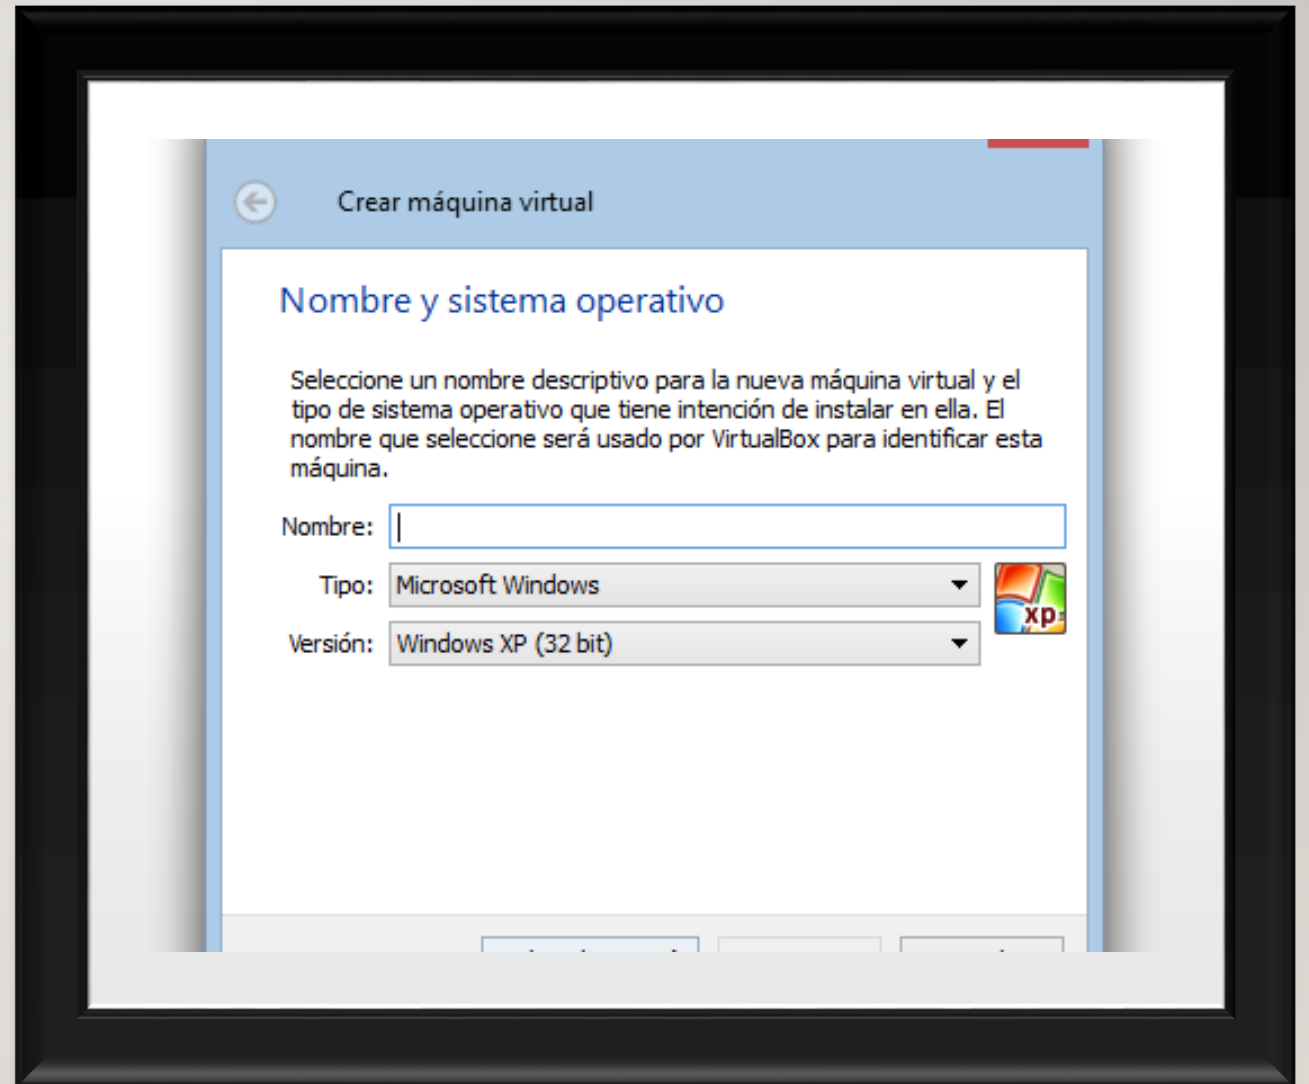 Crear máquina virtual
Nombre y sistema operativo
Seleccione un nombre descriptivo para la nueva máquina virtual y el
tipo de sistema operativo que tiene intención de instalar en ella. El
nombre que seleccione será usado por VirtualBox para identificar esta
máquina.
Nombre:
Tipo: Microsoft Windows
xp
Versión: Windows XP (32 bit)